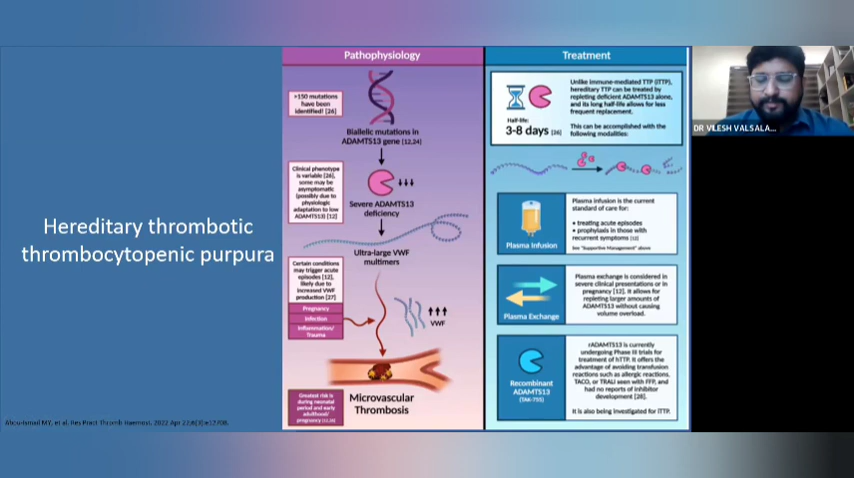 Hereditary thrombotic
thrombocytopenic purpura
Abou-Ismail MY, et al. Res Pract Thromb Haemost. 2022 Apr
Pathophysiology
>150 mutations
have been
identified! [26]
Biallelic mutations in
ADAMTS13 gene [12,24]
Clinical phenotype
is variable [26],
some may be
asymptomatic
(possibly due to
physiologic
adaptation to low
ADAMTS13) [12]
Severe ADAMTS13
deficiency
Ultra-large VWF
multimers
Certain conditions
may trigger acute
episodes [12],
likely due to
increased VWF
production [27]
Pregnancy
Infection
Inflammation/
Trauma
VWF
Microvascular
Thrombosis
Greatest risk is
during neonatal
period and early
adulthood/
pregnancy
Treatment
Unlike immune-mediated TTP (iTTP),
hereditary TTP can be treated by
repleting deficient ADAMTS13 alone,
and its long half-life allows for less
frequent replacement.
Half-life:
3-8 days [26]
This can be accomplished with the
following modalities:
Plasma Infusion
Plasma infusion is the current
standard of care for:
• treating acute episodes
• prophylaxis in those with
recurrent symptoms [12]
See "Supportive Management" above
Plasma Exchange
Plasma exchange is considered in
severe clinical presentations or in
pregnancy [12]. It allows for
repleting larger amounts of
ADAMTS13 without causing
volume overload.
Recombinant
ADAMTS13
(TAK-755)
rADAMTS13 is currently
undergoing Phase III trials for
treatment of hTTP. It offers the
advantage of avoiding transfusion
reactions such as allergic reactions,
TACO, or TRALI seen with FFP, and
had no reports of inhibitor
development [28].
It is also being investigated for iTTP.
DR VILESH VALSALA...